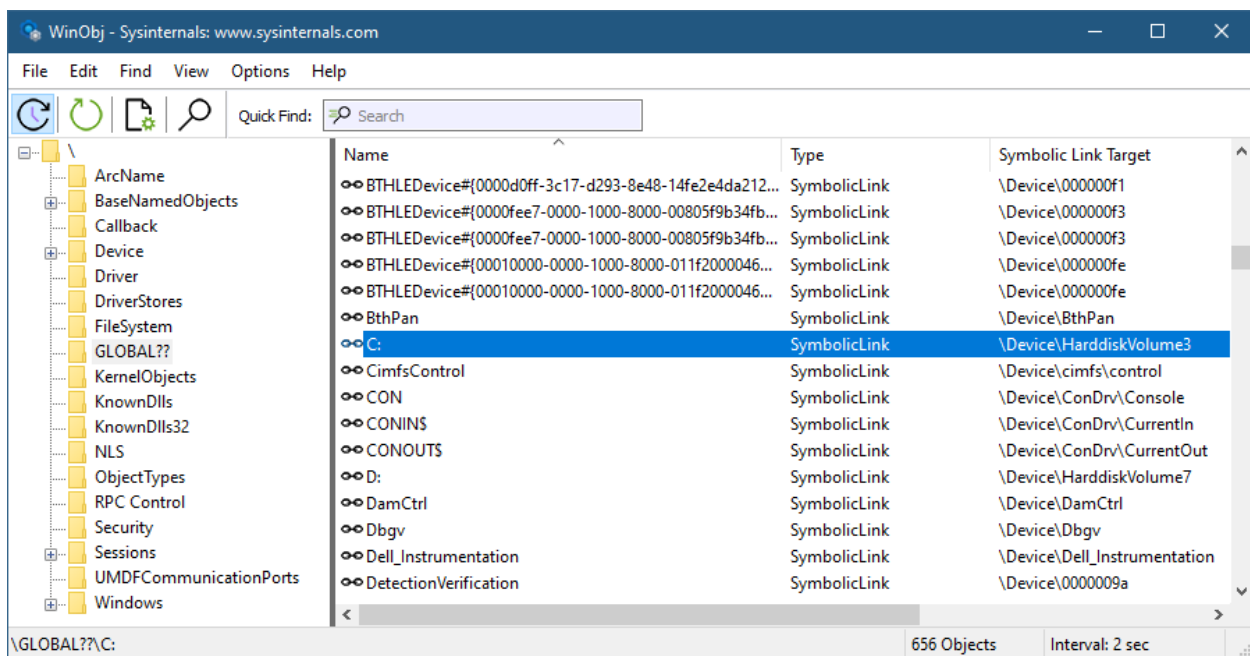 WinObj - Sysinternals: www.sysinternals.com
File Edit Find View Options Help
Quick Find: Search
\
ArcName
BaseNamedObjects
Callback
Device
Driver
DriverStores
FileSystem
GLOBAL??
KernelObjects
KnownDlls
KnownDlls32
NLS
ObjectTypes
RPC Control
Security
Sessions
UMDFCommunicationPorts
Windows
Name Type Symbolic Link Target
BTHLEDevice#{0000d0ff-3c17-d293-8e48-14fe2e4da212... SymbolicLink \Device\000000f1
BTHLEDevice#{0000fee7-0000-1000-8000-00805f9b34fb... SymbolicLink \Device\000000f3
BTHLEDevice#{0000fee7-0000-1000-8000-00805f9b34fb... SymbolicLink \Device\000000f3
BTHLEDevice#{00010000-0000-1000-8000-011f2000046... SymbolicLink \Device\000000fe
BTHLEDevice#{00010000-0000-1000-8000-011f2000046... SymbolicLink \Device\000000fe
BthPan SymbolicLink \Device\BthPan
C: SymbolicLink \Device\HarddiskVolume3
CimfsControl SymbolicLink \Device\cimfs\control
CON SymbolicLink \Device\ConDrv\Console
CONIN$ SymbolicLink \Device\ConDrv\CurrentIn
CONOUT$ SymbolicLink \Device\ConDrv\CurrentOut
D: SymbolicLink \Device\HarddiskVolume7
DamCtrl SymbolicLink \Device\DamCtrl
Dbgv SymbolicLink \Device\Dbgv
Dell_Instrumentation SymbolicLink \Device\Dell_Instrumentation
DetectionVerification SymbolicLink \Device\0000009a
\GLOBAL??\C: 656 Objects Interval: 2 sec